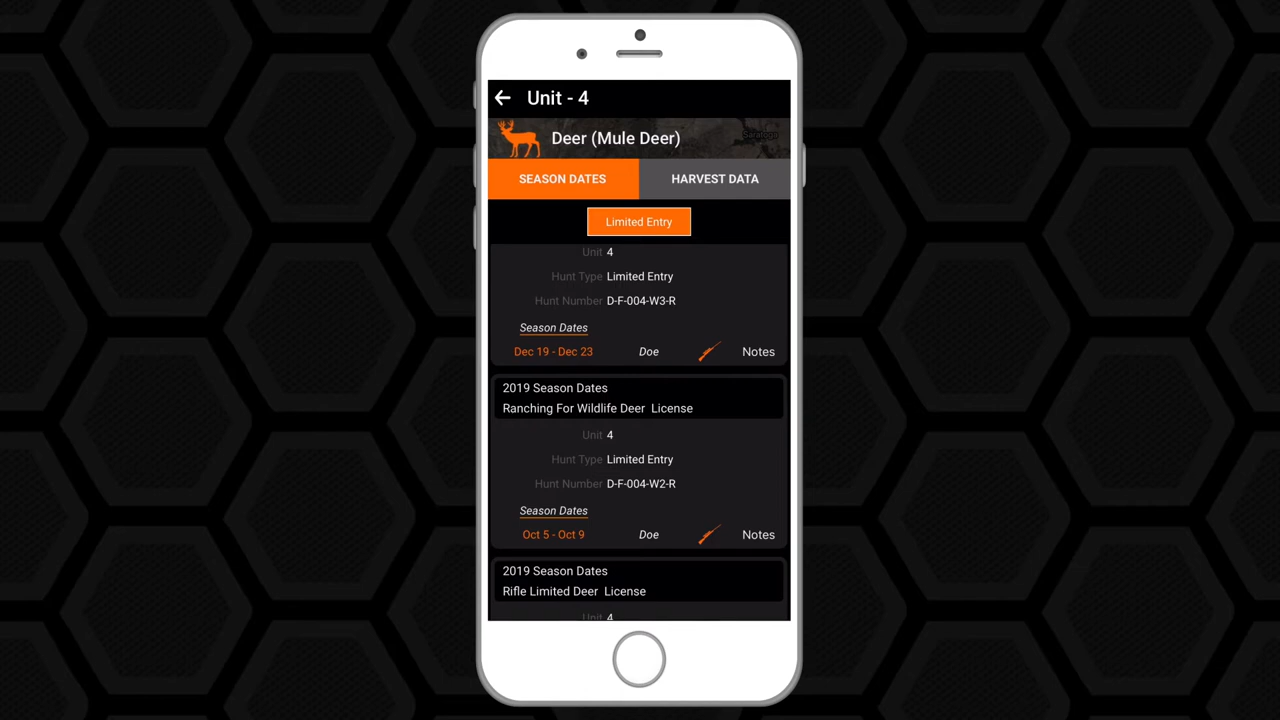 Unit - 4
Deer (Mule Deer)
Saratoga
SEASON DATES HARVEST DATA
Limited Entry
Unit 4
Hunt Type Limited Entry
Hunt Number D-F-004-W3-R
Season Dates
Dec 19 - Dec 23 Doe Notes
2019 Season Dates
Ranching For Wildlife Deer License
Unit 4
Hunt Type Limited Entry
Hunt Number D-F-004-W2-R
Season Dates
Oct 5 - Oct 9 Doe Notes
2019 Season Dates
Rifle Limited Deer License
Unit 4